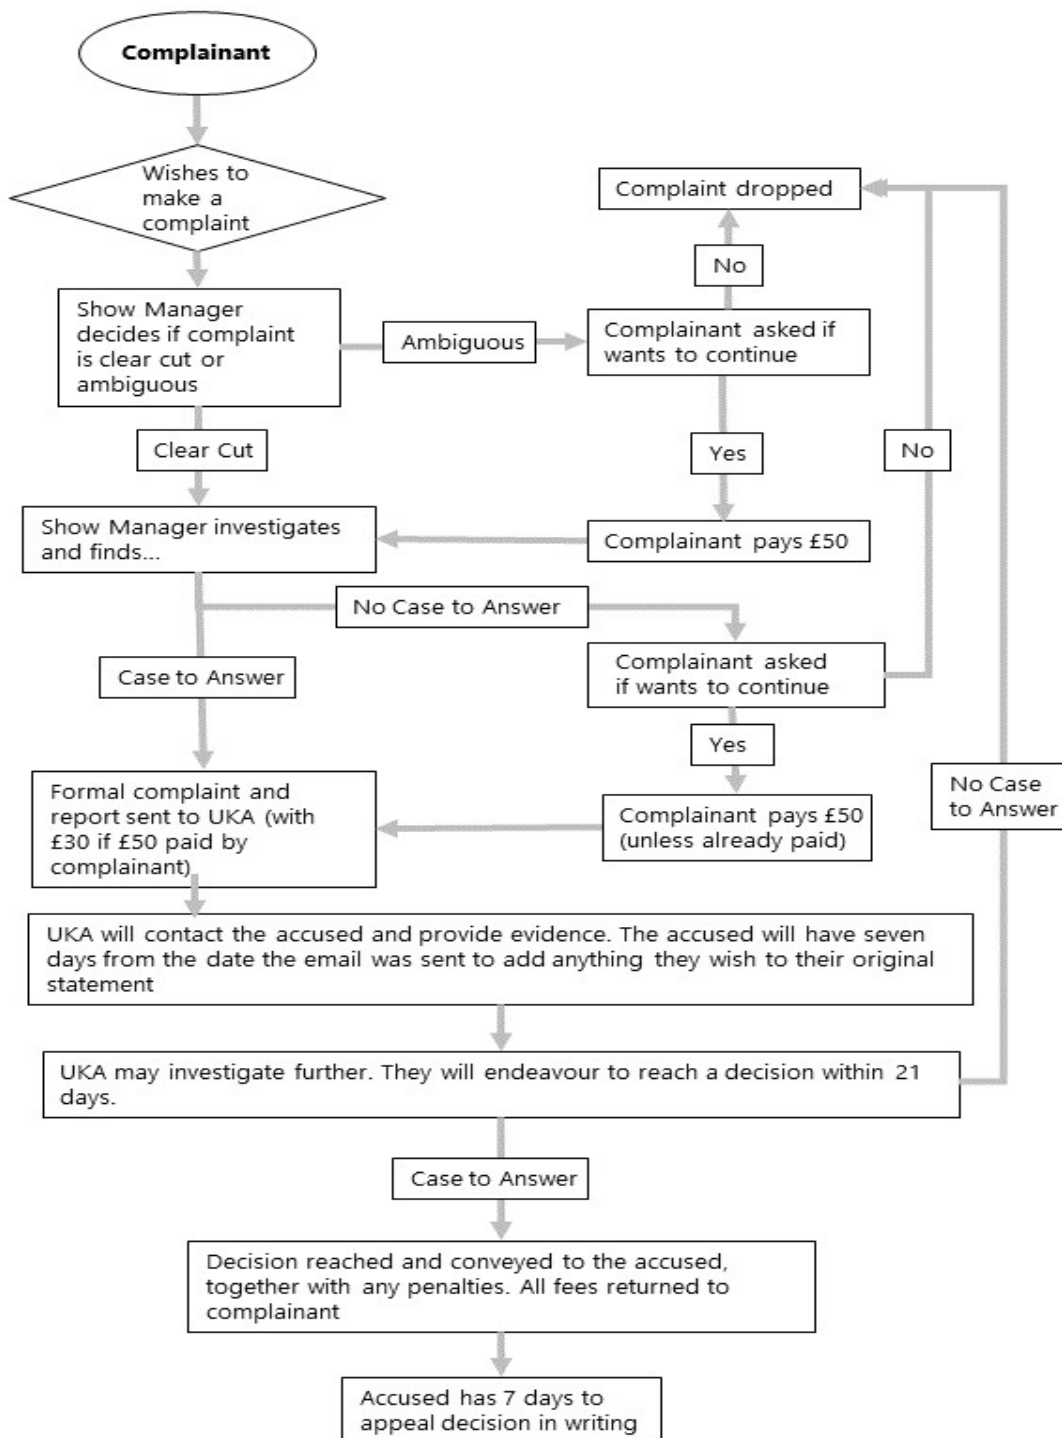 Complainant
Wishes to
make a
complaint
Complaint dropped
No
Show Manager
decides if complaint
is clear cut or
ambiguous
Ambiguous
Complainant asked if
wants to continue
Clear Cut
Yes
No
Show Manager investigates
and finds...
Complainant pays £50
No Case to Answer
Case to Answer
Complainant asked
if wants to continue
Yes
No Case
to Answer
Formal complaint and
report sent to UKA (with
£30 if £50 paid by
complainant)
Complainant pays £50
(unless already paid)
UKA will contact the accused and provide evidence. The accused will have seven
days from the date the email was sent to add anything they wish to their original
statement
UKA may investigate further. They will endeavour to reach a decision within 21
days.
Case to Answer
Decision reached and conveyed to the accused,
together with any penalties. All fees returned to
complainant
Accused has 7 days to
appeal decision in writing